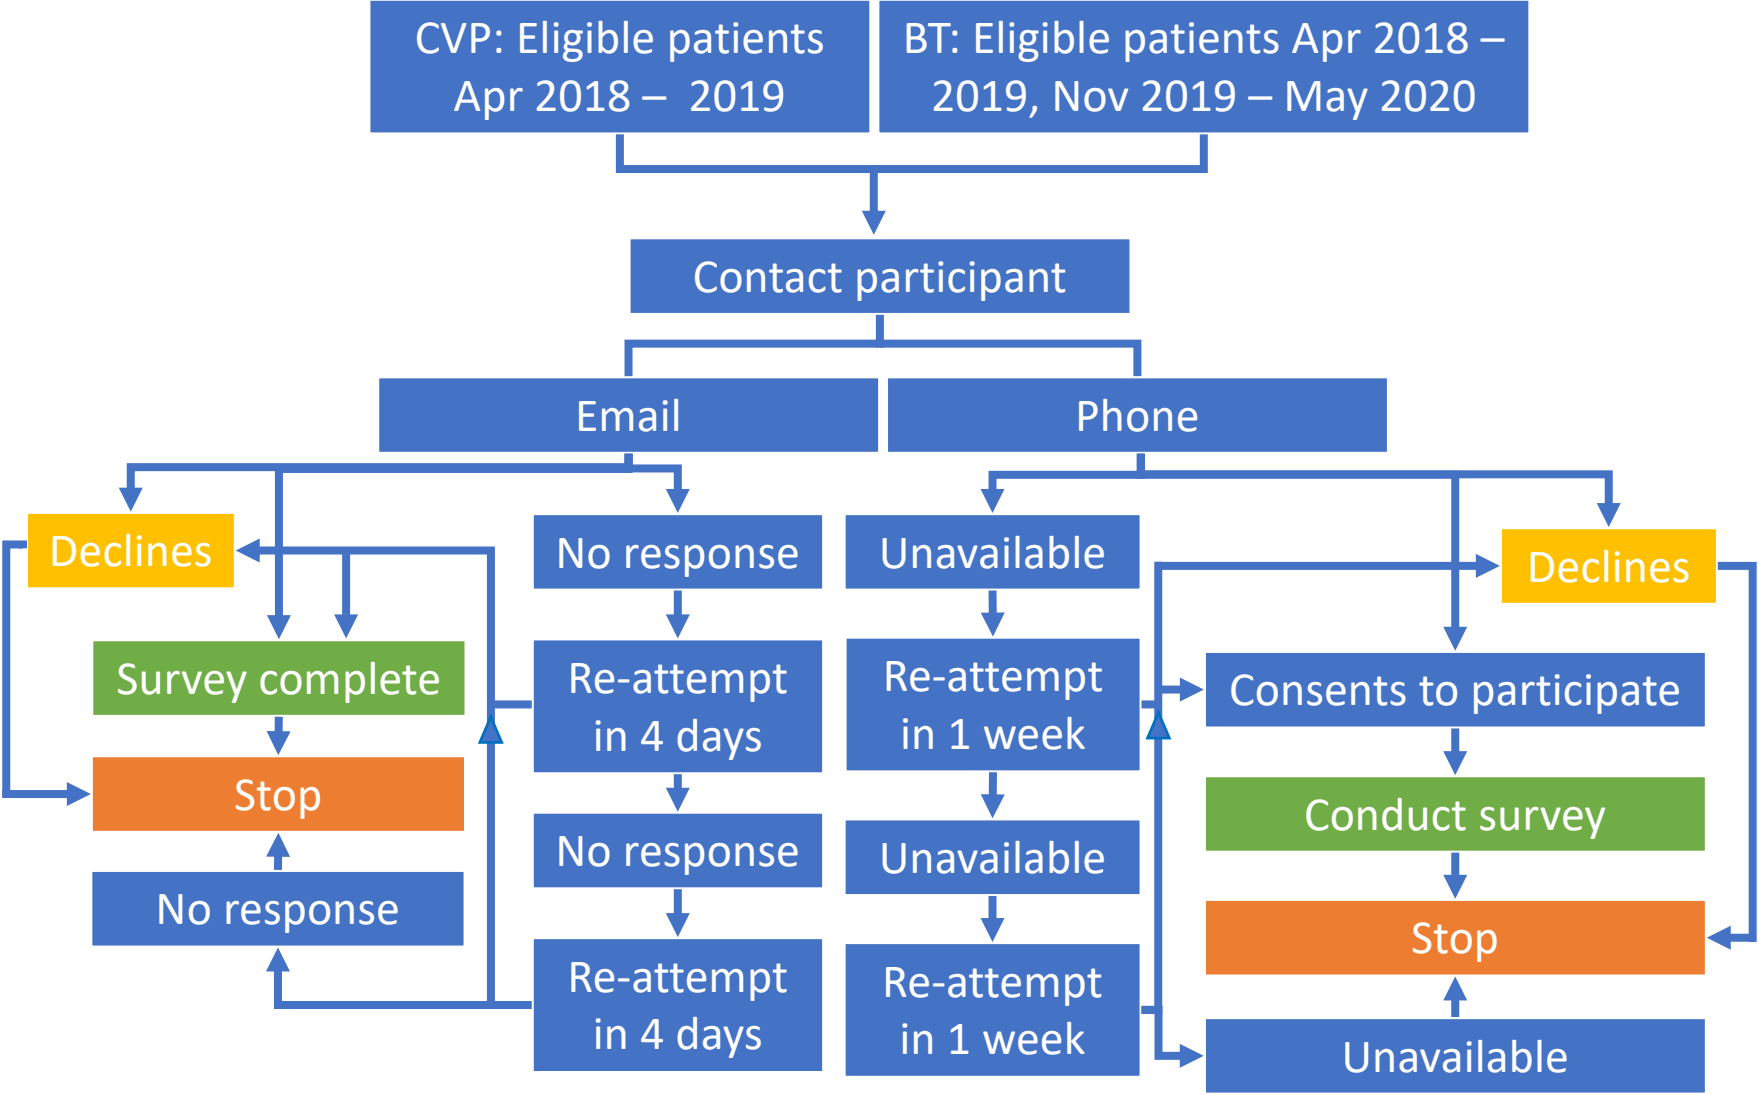 CVP: Eligible patients
Apr 2018 – 2019
BT: Eligible patients Apr 2018 –
2019, Nov 2019 – May 2020
Contact participant
Email
Phone
Declines
No response
Unavailable
Declines
Survey complete
Re-attempt
in 4 days
Re-attempt
in 1 week
Consents to participate
Stop
No response
Unavailable
Conduct survey
No response
Re-attempt
in 4 days
Re-attempt
in 1 week
Stop
Unavailable